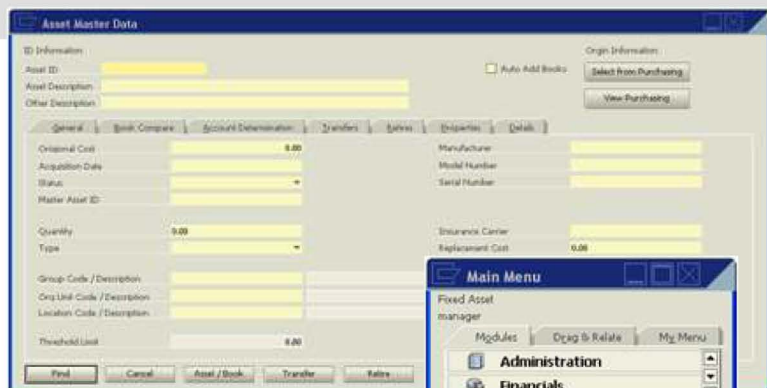 Asset Master Data
ID Information
Orgin Information
Asset ID
Auto Add Books
Select from Purchasing
Asset Description
View Purchasing
Other Description
General Book Compare Account Determination Transfers Retires Properties Details
Origional Cost 0.00 Manufacturer
Acquisition Date Model Number
Status Serial Number
Master Asset ID
Quantity 0.00 Insurance Carrier
Type Replacement Cost 0.00
Group Code / Description
Org Unit Code / Description
Location Code / Description
Threshold Limit 0.00
Find Cancel Asset / Book Transfer Retire
Main Menu
Fixed Asset
manager
Modules Drag & Relate My Menu
Administration
Financials